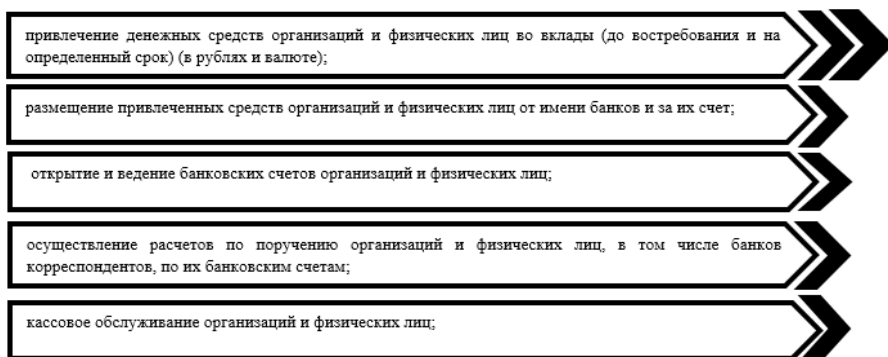 привлечение денежных средств организаций и физических лиц во вклады (до востребования и на
определенный срок) (в рублях и валюте);
размещение привлеченных средств организаций и физических лиц от имени банков и за их счет;
открытие и ведение банковских счетов организаций и физических лиц;
осуществление расчетов по поручению организаций и физических лиц, в том числе банков
корреспондентов, по их банковским счетам;
кассовое обслуживание организаций и физических лиц;